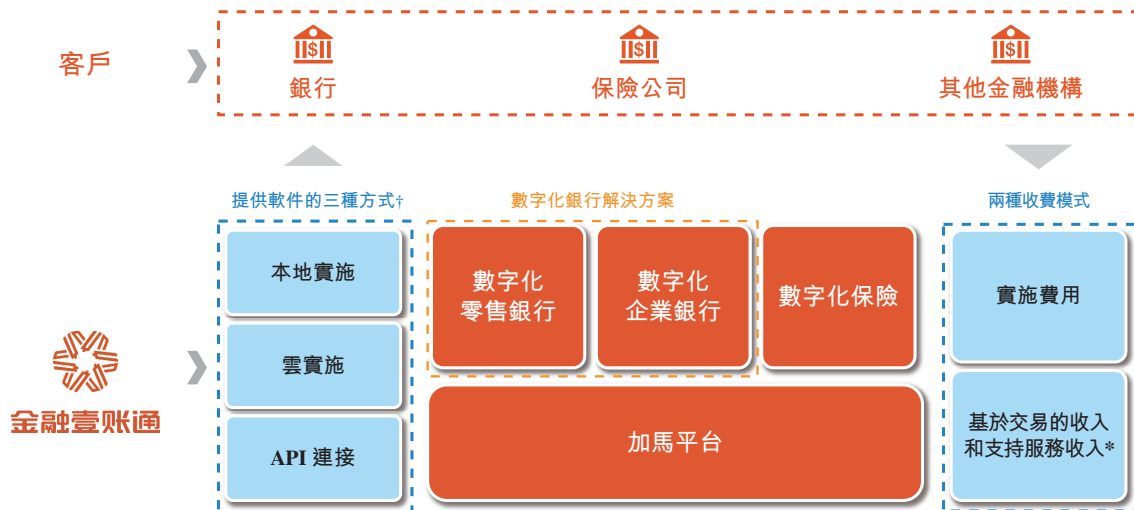 客戶
銀行
保險公司
其他金融機構
提供軟件的三種方式†
數字化銀行解決方案
兩種收費模式
本地實施
雲實施
API 連接
數字化
零售銀行
數字化
企業銀行
數字化保險
加馬平台
實施費用
基於交易的收入
和支持服務收入*
金融壹账通